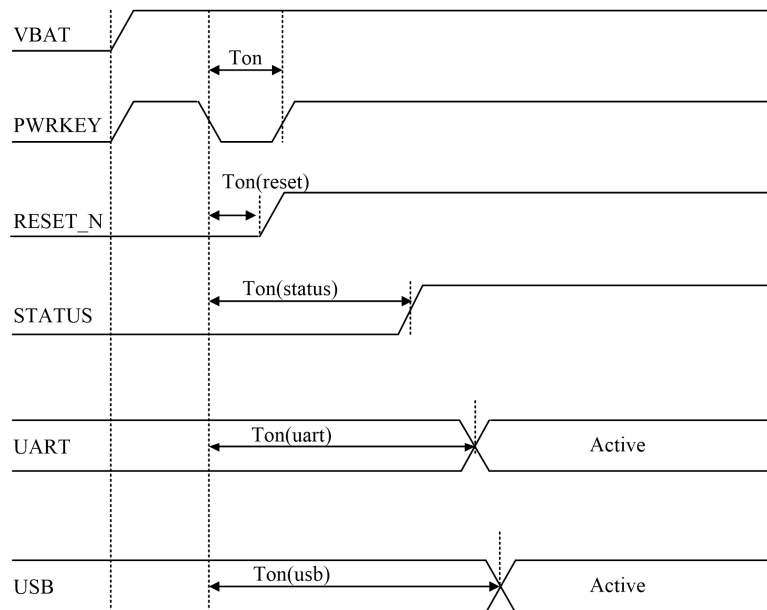 VBAT
Ton
PWRKEY
Ton(reset)
RESET_N
Ton(status)
STATUS
Ton(uart)
UART
Active
Ton(usb)
USB
Active